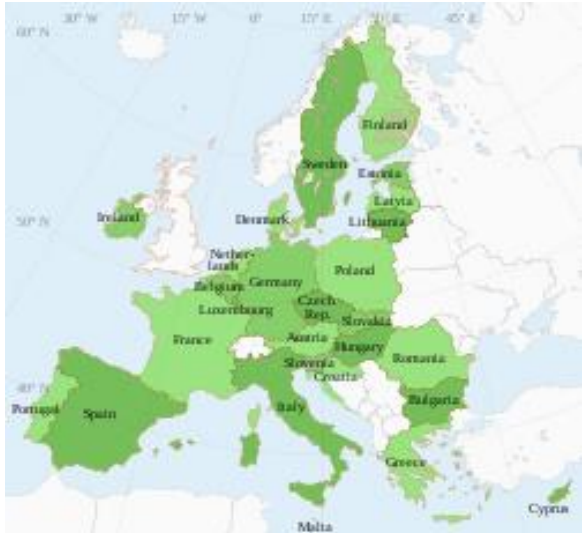 30° W
15° W
0°
15° E
30° E
45° E
60° N
Finland
Sweden
Estonia
Latvia
Lithuania
Ireland
Denmark
50° N
Nether-
lands
Belgium
Germany
Poland
Luxembourg
Czech
Rep.
Slovakia
France
Austria
Hungary
Romania
Slovenia
Croatia
40° N
Portugal
Spain
Italy
Bulgaria
Greece
Malta
Cyprus